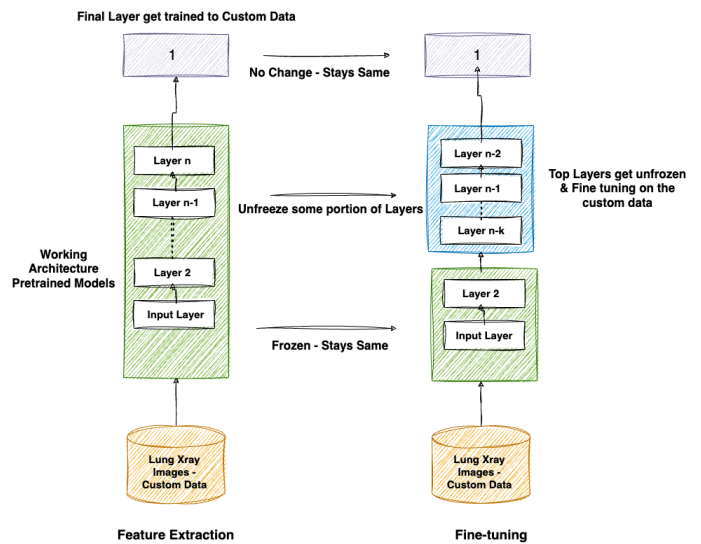 Final Layer get trained to Custom Data
1
No Change - Stays Same
1
Layer n
Layer n-1
Layer 2
Input Layer
Working
Architecture
Pretrained Models
Unfreeze some portion of Layers
Frozen - Stays Same
Layer n-2
Layer n-1
Layer n-k
Top Layers get unfrozen
& Fine tuning on the
custom data
Layer 2
Input Layer
Lung Xray
Images -
Custom Data
Lung Xray
Images -
Custom Data
Feature Extraction
Fine-tuning